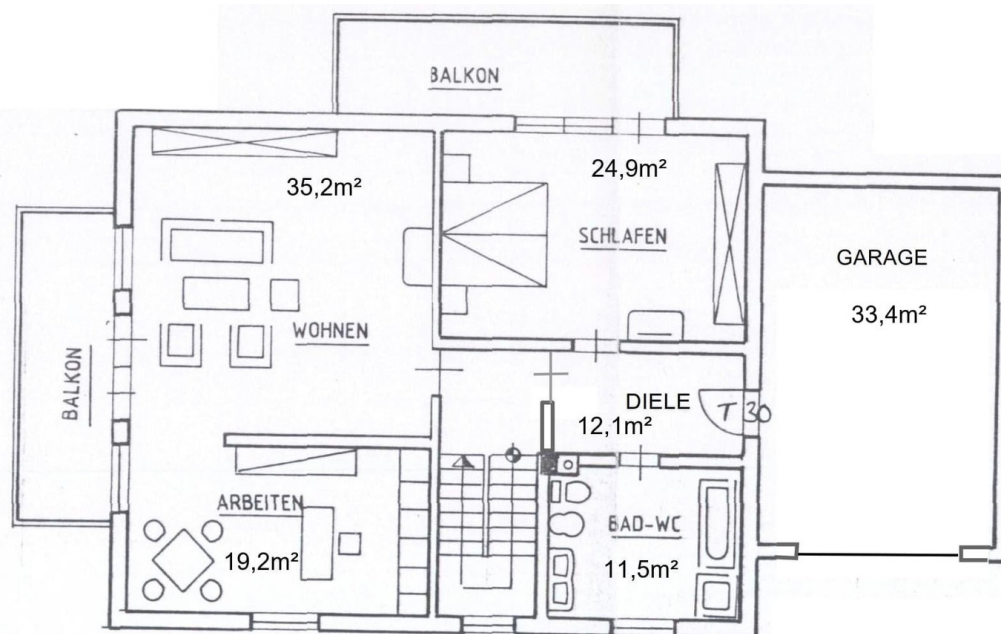 BALKON
35,2m²
24,9m²
SCHLAFEN
GARAGE
33,4m²
WOHNEN
BALKON
DIELE
12,1m²
T 30
ARBEITEN
19,2m²
BAD-WC
11,5m²